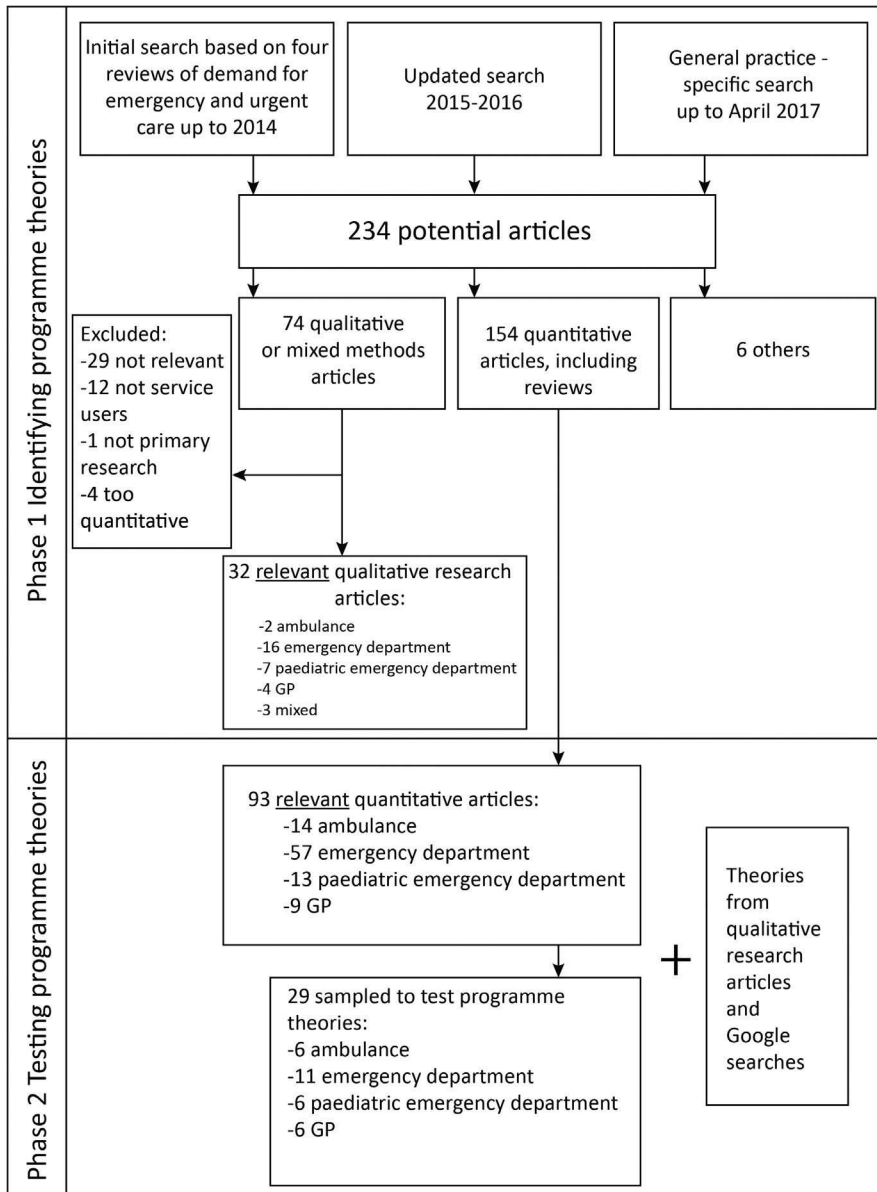 Phase 1 Identifying programme theories
Initial search based on four
reviews of demand for
emergency and urgent
care up to 2014
Updated search
2015-2016
General practice -
specific search
up to April 2017
234 potential articles
Excluded:
-29 not relevant
-12 not service
users
-1 not primary
research
-4 too
quantitative
74 qualitative
or mixed methods
articles
154 quantitative
articles, including
reviews
6 others
32 relevant qualitative research
articles:
-2 ambulance
-16 emergency department
-7 paediatric emergency department
-4 GP
-3 mixed
Phase 2 Testing programme theories
93 relevant quantitative articles:
-14 ambulance
-57 emergency department
-13 paediatric emergency department
-9 GP
+
Theories
from
qualitative
research
articles
and
Google
searches
29 sampled to test programme
theories:
-6 ambulance
-11 emergency department
-6 paediatric emergency department
-6 GP